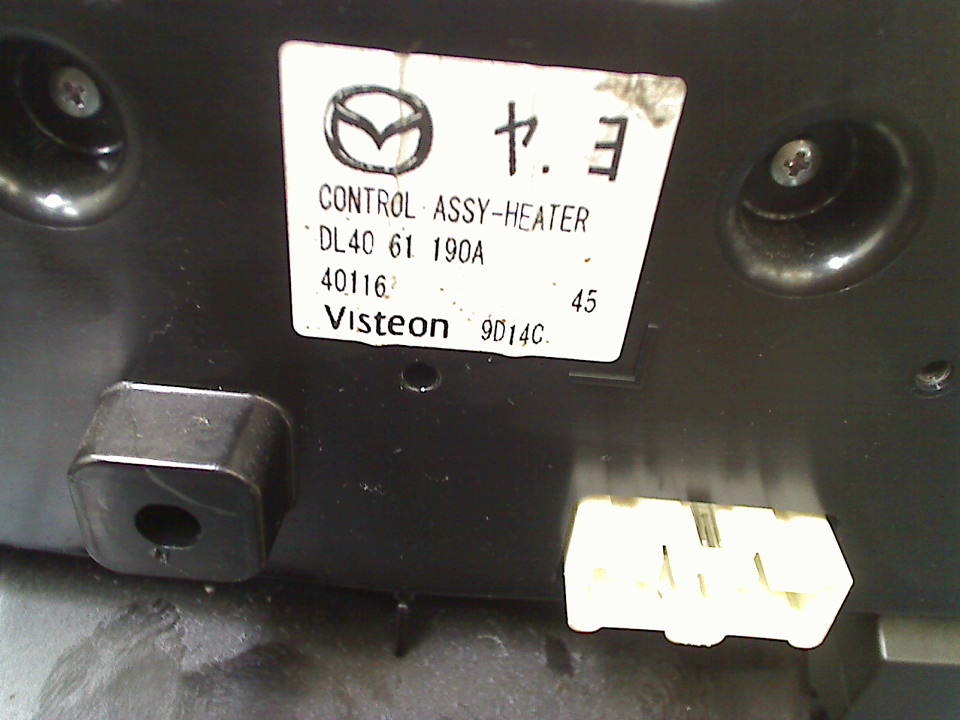 ヤ.ヨ
CONTROL ASSY-HEATER
DL40 61 190A
40116 45
Visteon 9D14C